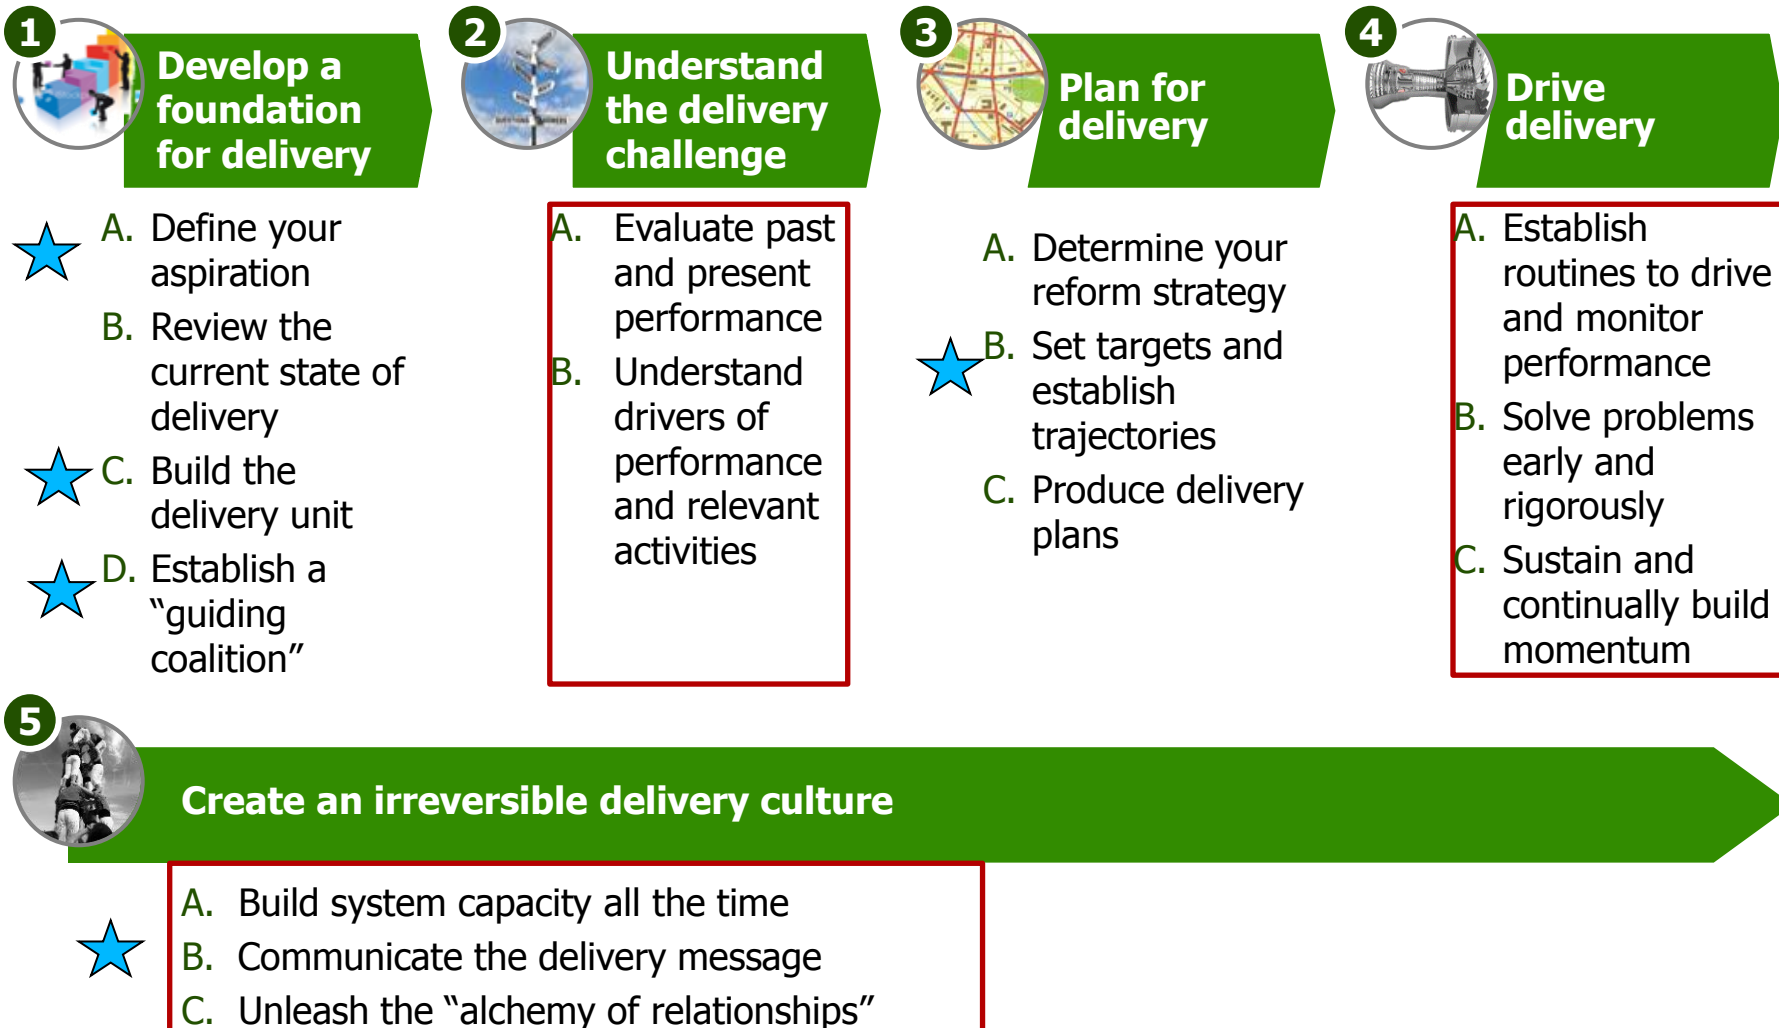 1
Develop a
foundation
for delivery
A. Define your
aspiration
B. Review the
current state of
delivery
C. Build the
delivery unit
D. Establish a
“guiding
coalition”
2
Understand
the delivery
challenge
A. Evaluate past
and present
performance
B. Understand
drivers of
performance
and relevant
activities
3
Plan for
delivery
A. Determine your
reform strategy
B. Set targets and
establish
trajectories
C. Produce delivery
plans
4
Drive
delivery
A. Establish
routines to drive
and monitor
performance
B. Solve problems
early and
rigorously
C. Sustain and
continually build
momentum
5
Create an irreversible delivery culture
A. Build system capacity all the time
B. Communicate the delivery message
C. Unleash the “alchemy of relationships”